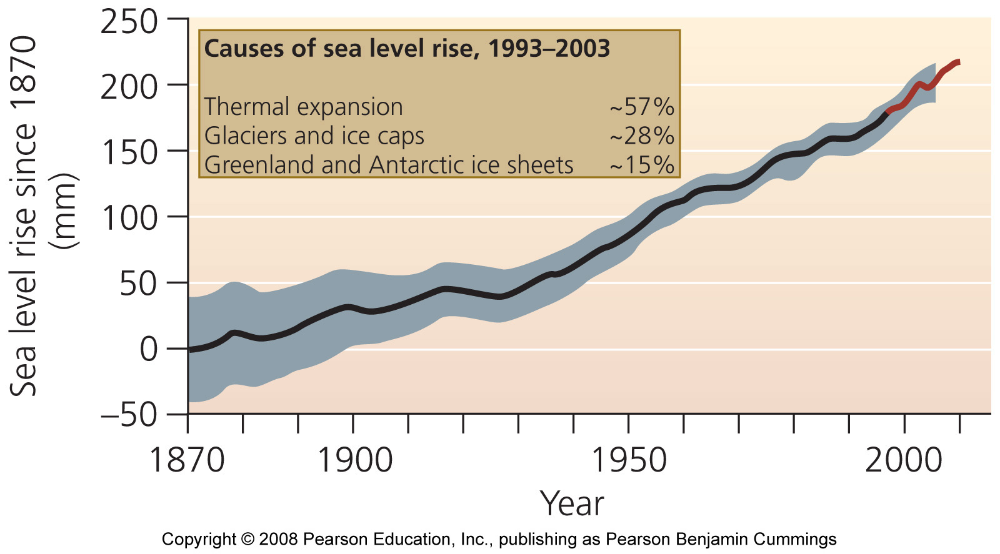 250
200
150
100
50
0
–50
Sea level rise since 1870
(mm)
Causes of sea level rise, 1993–2003
Thermal expansion ~57%
Glaciers and ice caps ~28%
Greenland and Antarctic ice sheets ~15%
1870 1900 1950 2000
Year
Copyright © 2008 Pearson Education, Inc., publishing as Pearson Benjamin Cummings